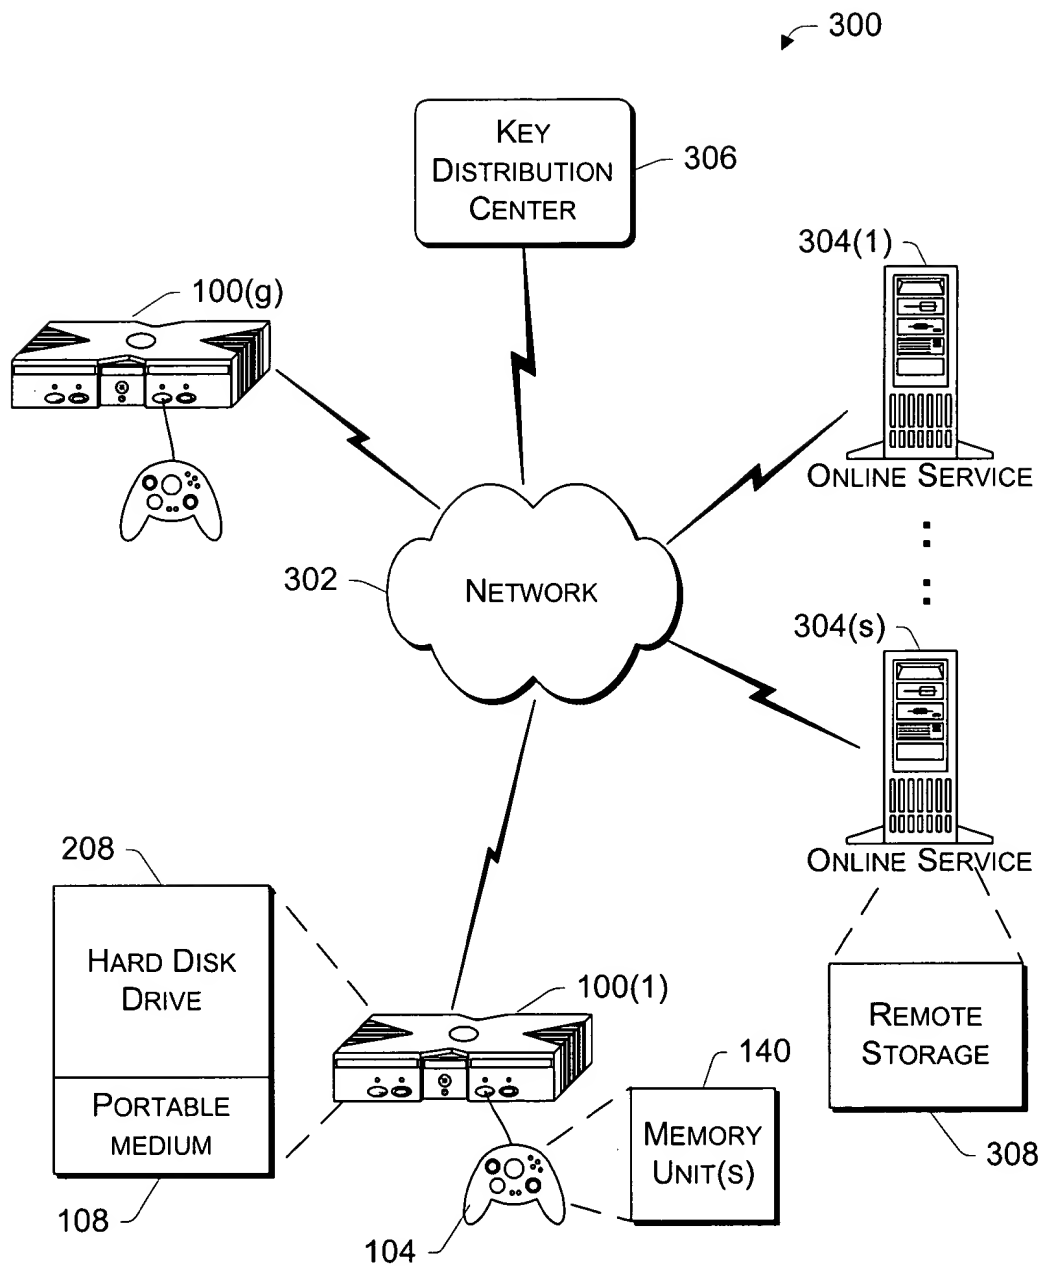 300
KEY
DISTRIBUTION
CENTER
306
304(1)
100(g)
ONLINE SERVICE
302
NETWORK
304(s)
ONLINE SERVICE
208
HARD DISK
DRIVE
PORTABLE
MEDIUM
108
100(1)
140
MEMORY
UNIT(S)
104
REMOTE
STORAGE
308